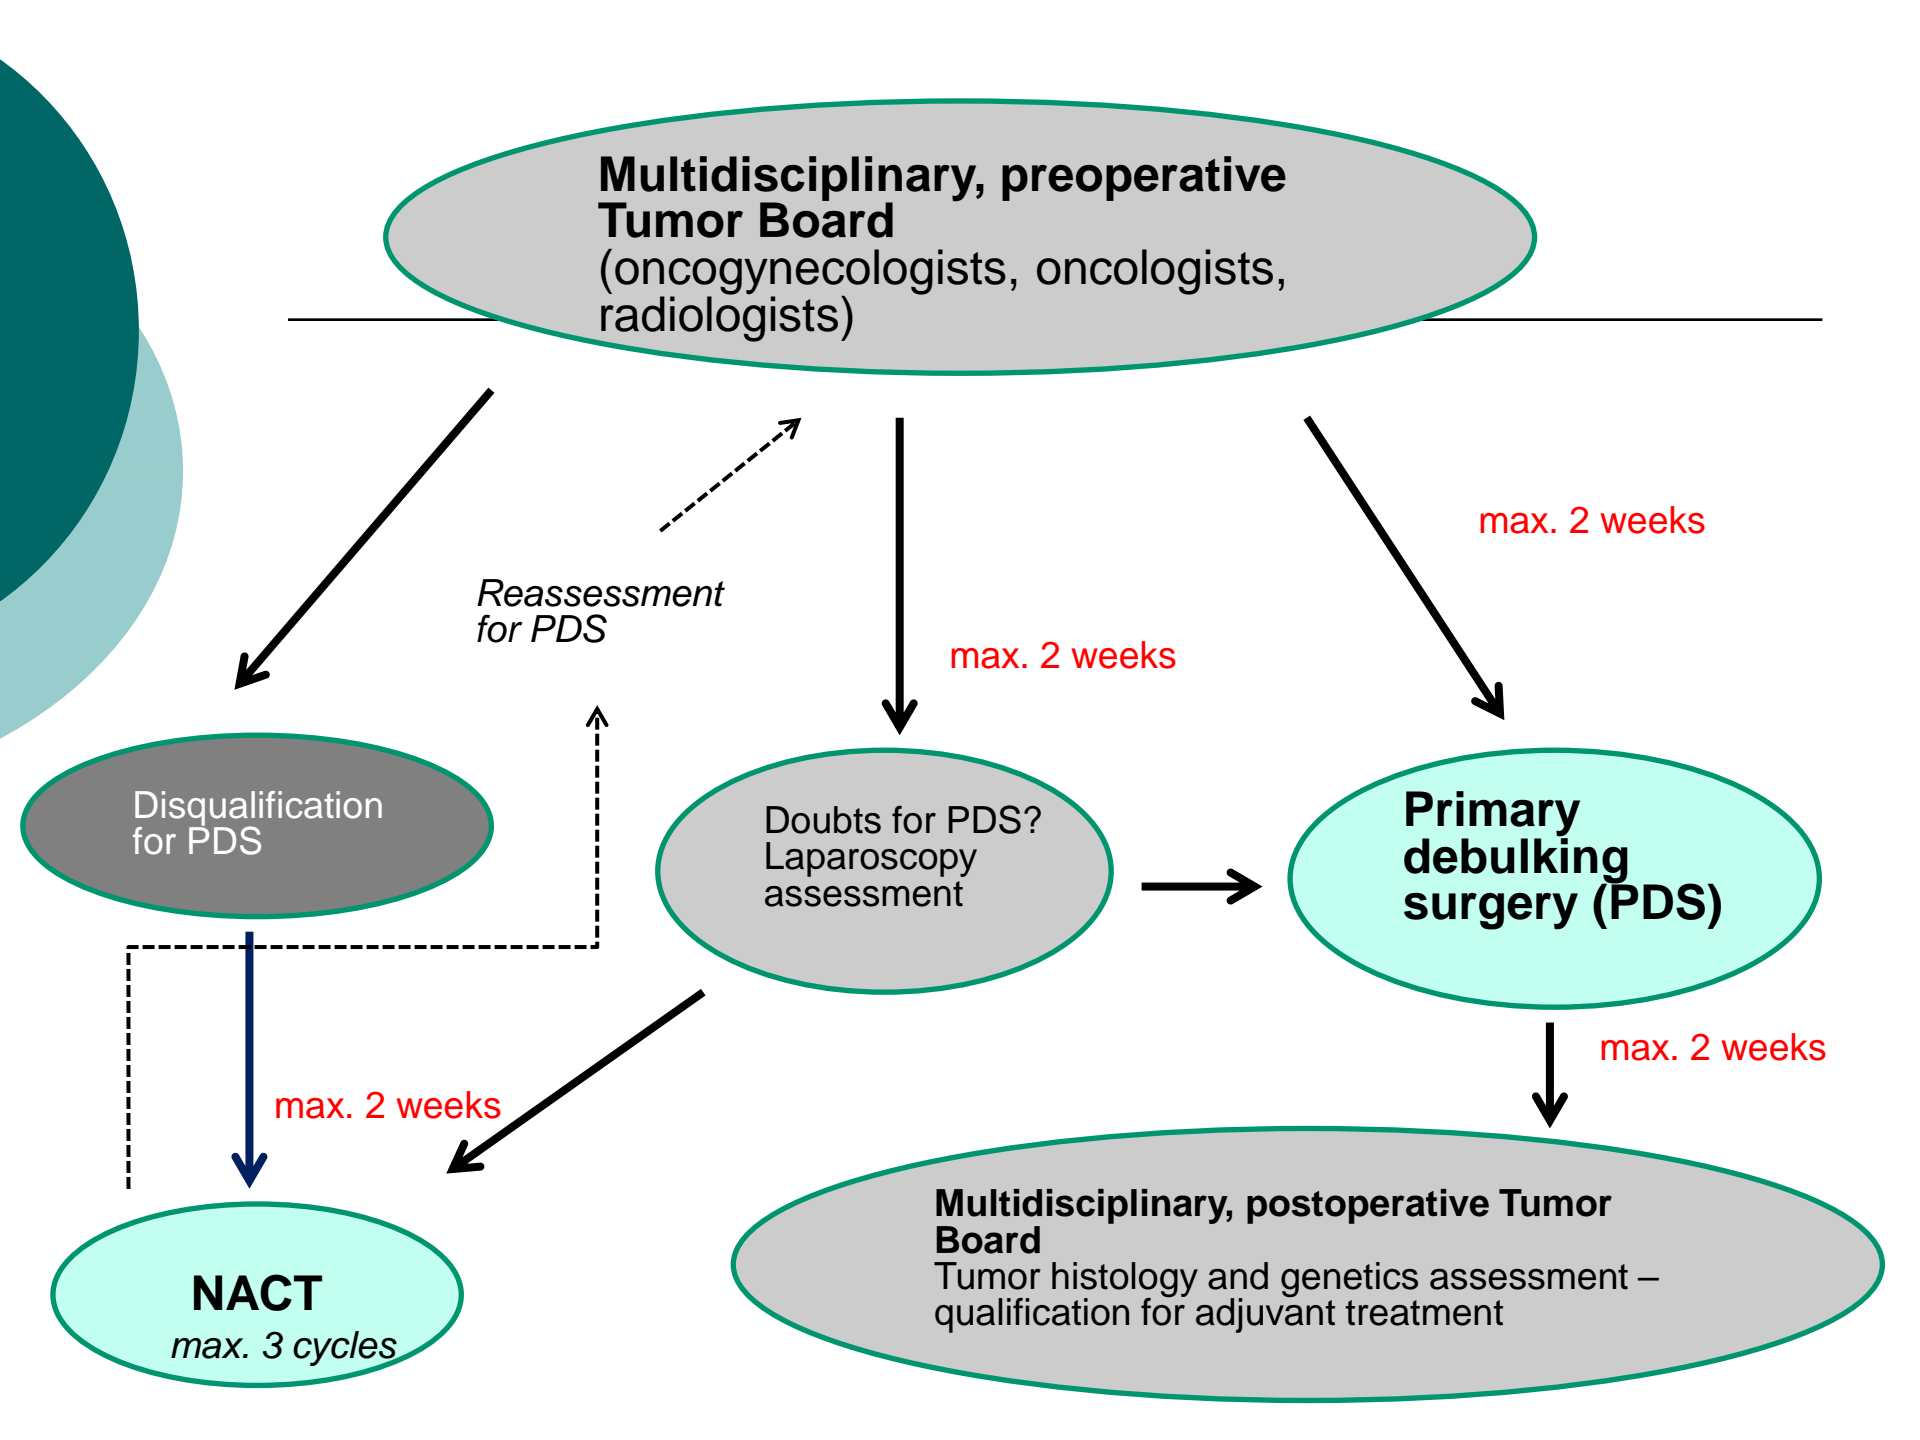 Multidisciplinary, preoperative
Tumor Board
(oncogynecologists, oncologists,
radiologists)
max. 2 weeks
Reassessment
for PDS
max. 2 weeks
Disqualification
for PDS
Doubts for PDS?
Laparoscopy
assessment
Primary
debulking
surgery (PDS)
max. 2 weeks
max. 2 weeks
NACT
max. 3 cycles
Multidisciplinary, postoperative Tumor
Board
Tumor histology and genetics assessment –
qualification for adjuvant treatment